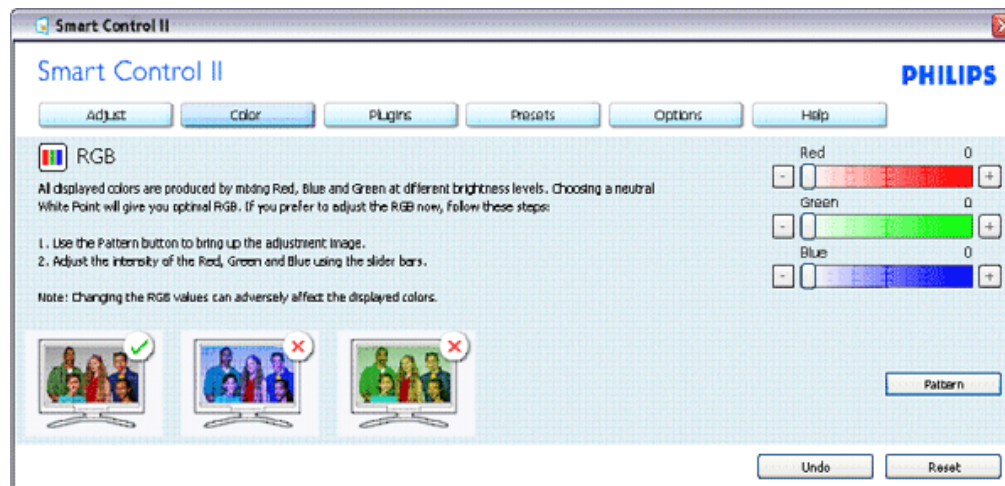 Smart Control II
Smart Control II
PHILIPS
Adjust Color Plugins Presets Options Help
RGB
All displayed colors are produced by mixing Red, Blue and Green at different brightness levels. Choosing a neutral
White Point will give you optimal RGB. If you prefer to adjust the RGB now, follow these steps:
1. Use the Pattern button to bring up the adjustment image.
2. Adjust the intensity of the Red, Green and Blue using the slider bars.
Note: Changing the RGB values can adversely affect the displayed colors.
Red 0
- +
Green 0
- +
Blue 0
- +
Pattern
Undo Reset